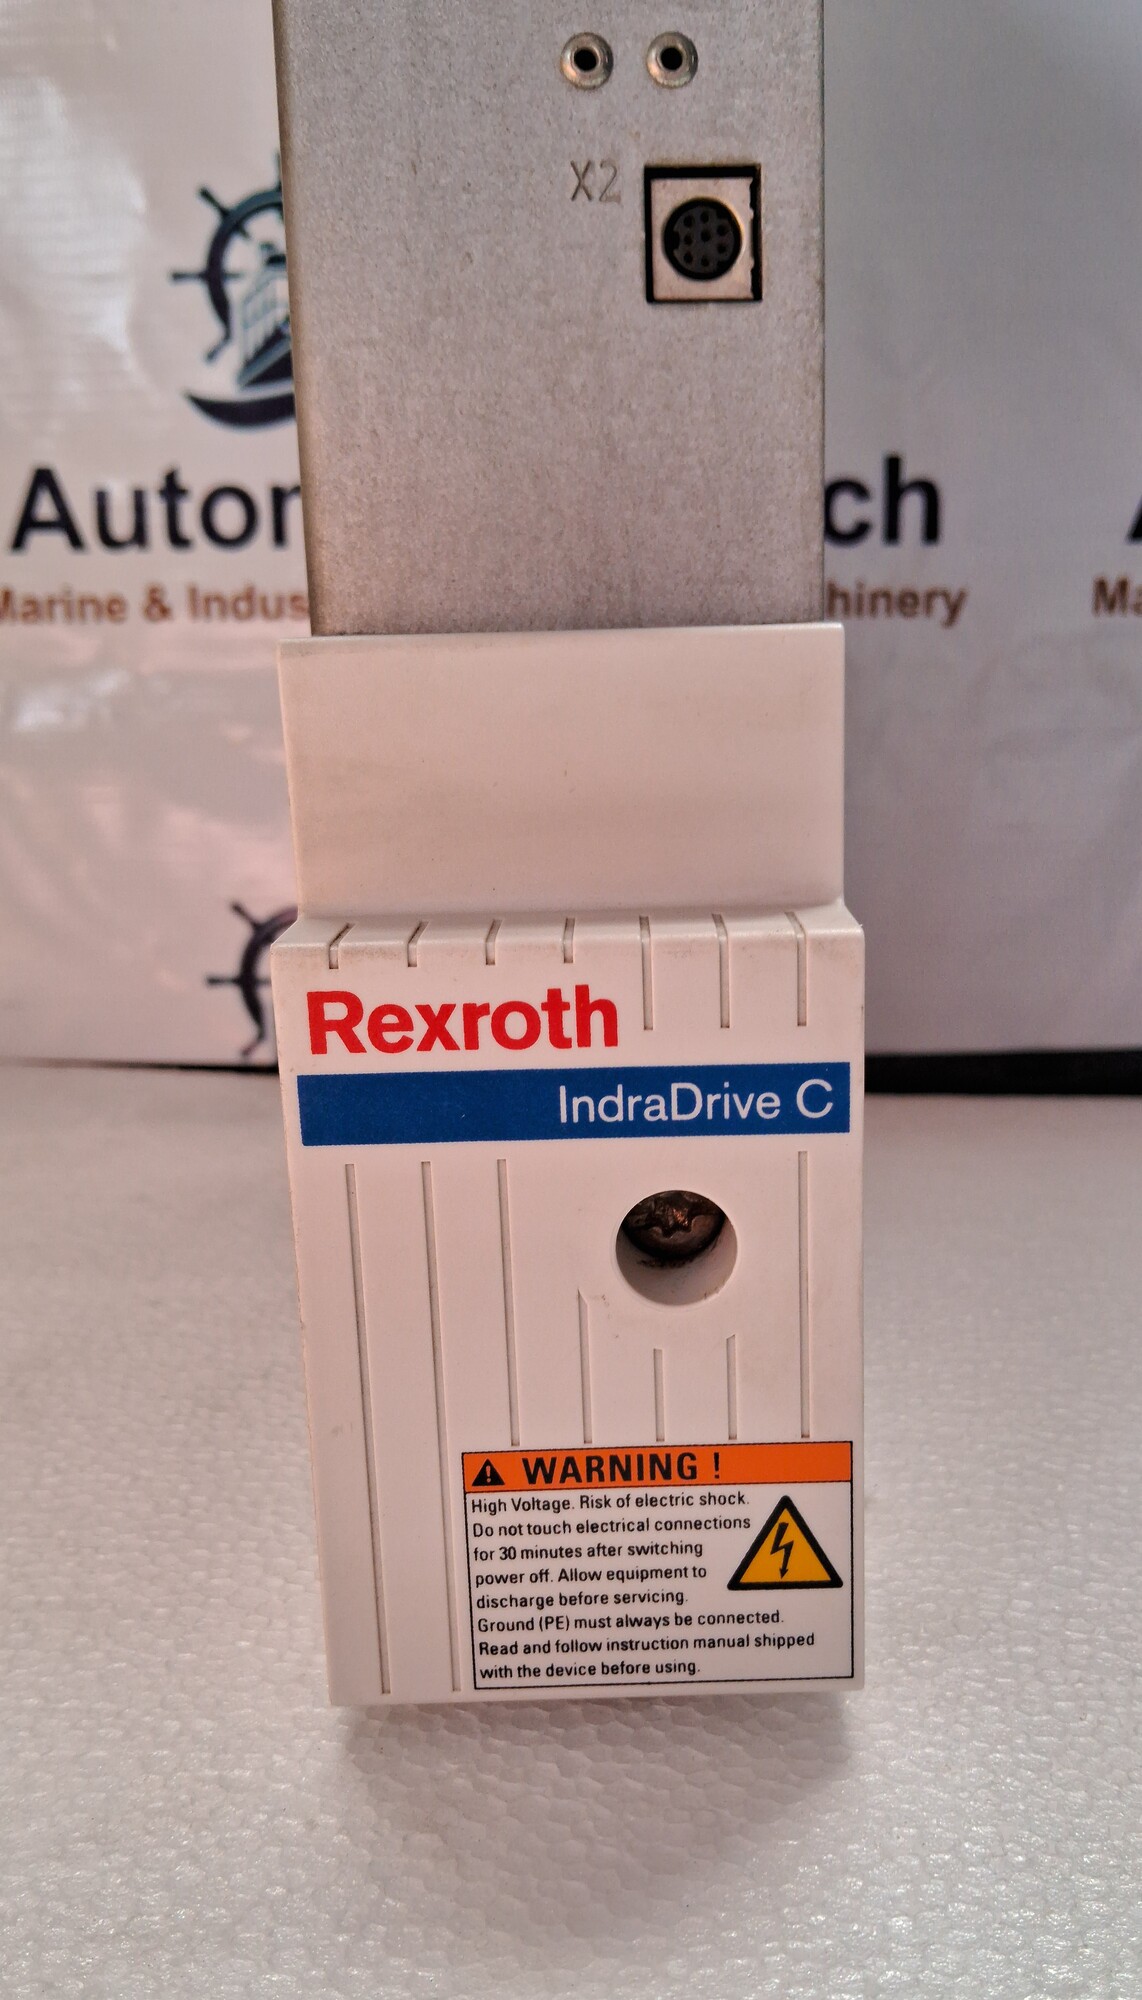 X2
ch
Rexroth
IndraDrive C
WARNING !
High Voltage. Risk of electric shock.
Do not touch electrical connections
for 30 minutes after switching
power off. Allow equipment to
discharge before servicing.
Ground (PE) must always be connected.
Read and follow instruction manual shipped
with the device before using.
Autom
Marine & Indus
hinery
Ma